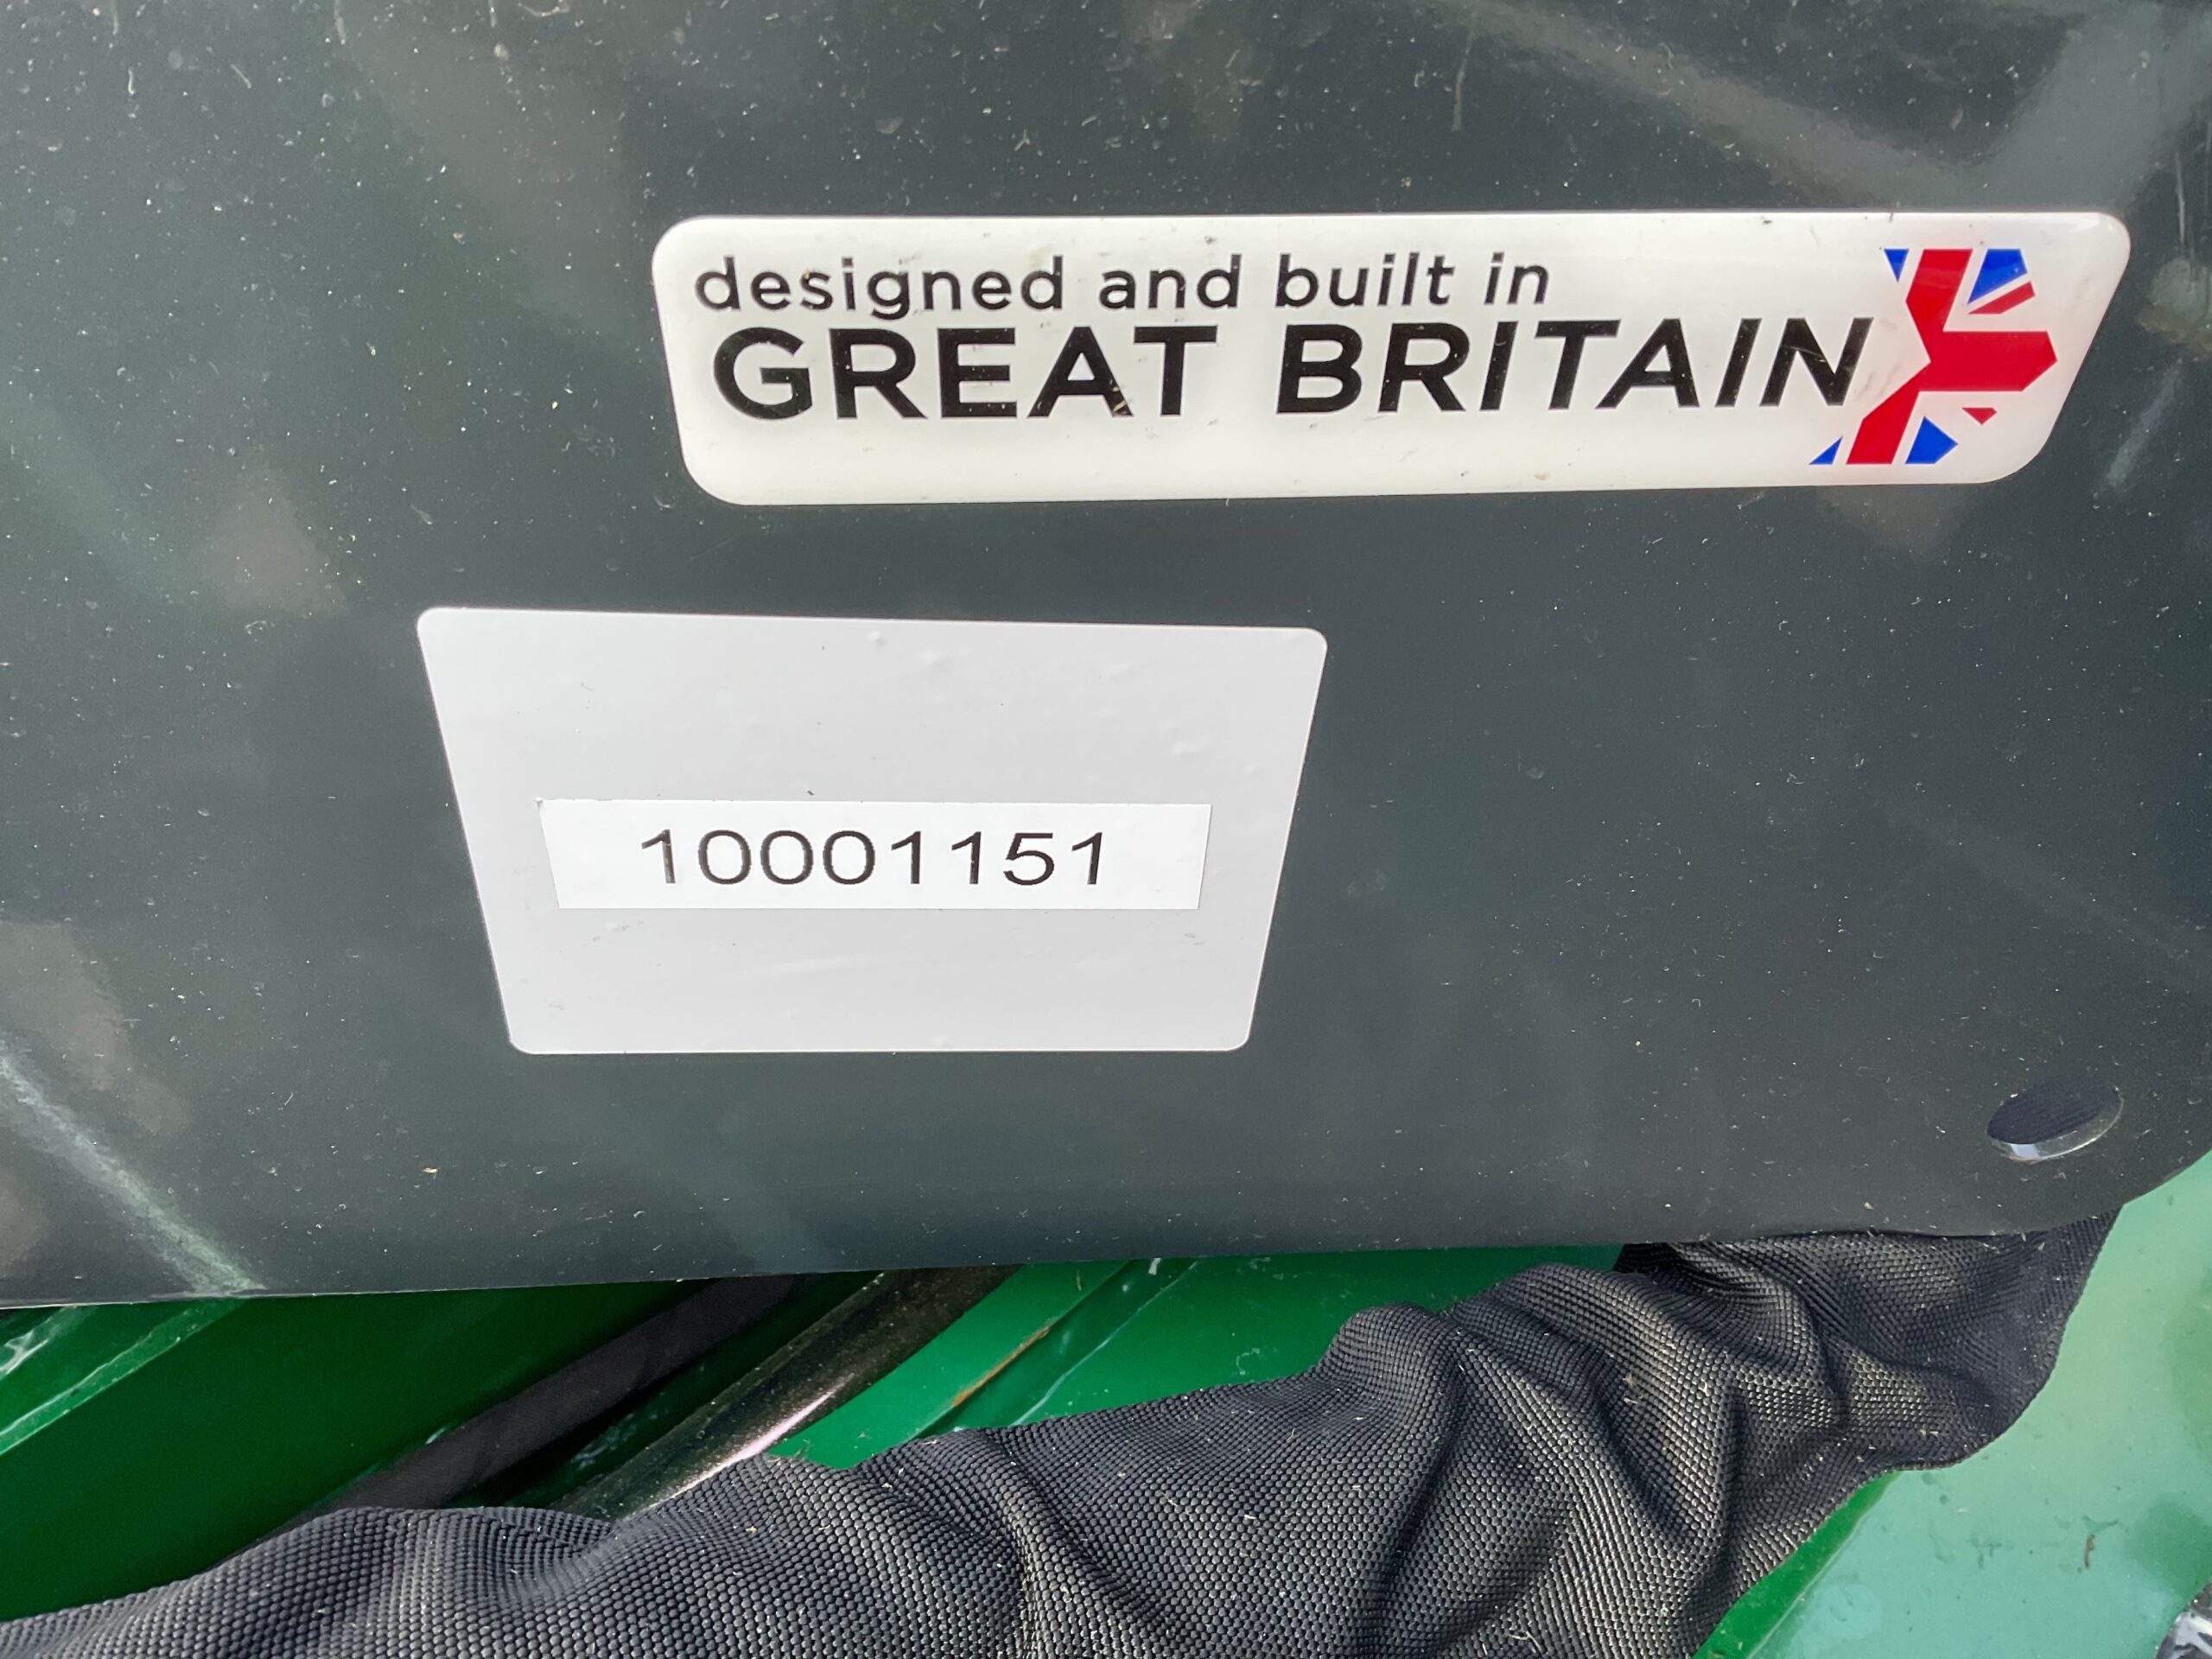 designed and built in
GREAT BRITAIN
10001151